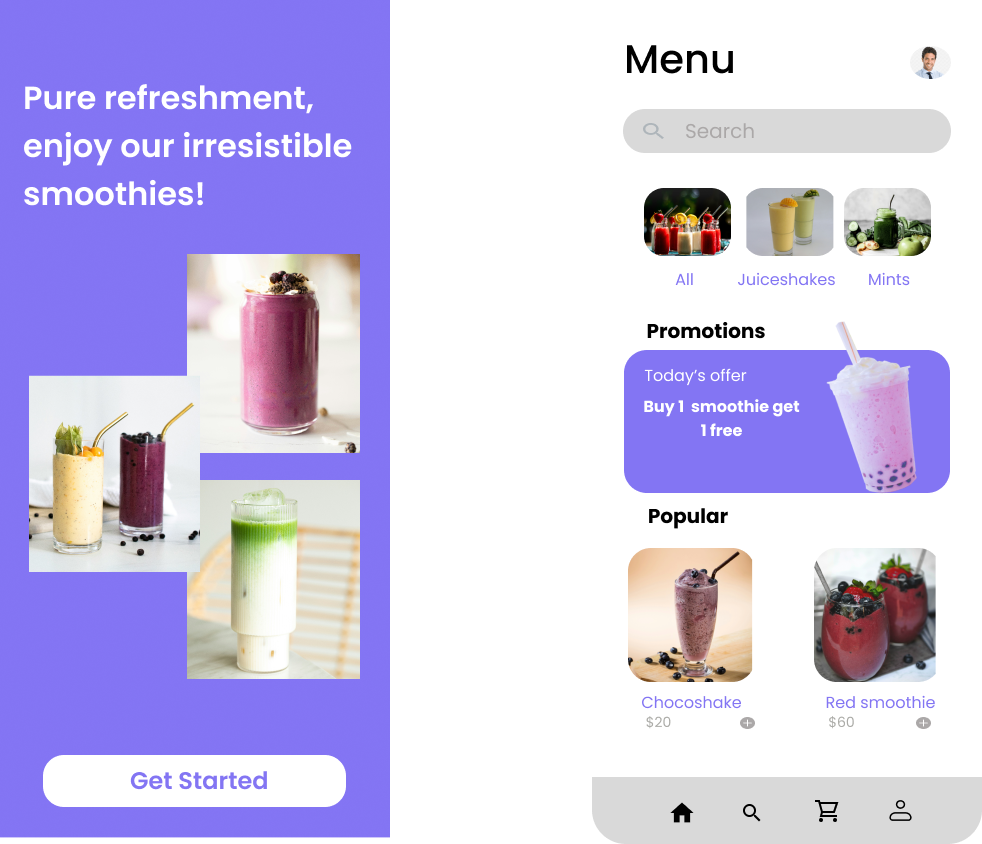 Pure refreshment,
enjoy our irresistible
smoothies!
Get Started
Menu
Search
All
Juiceshakes
Mints
Promotions
Today’s offer
Buy 1 smoothie get
1 free
Popular
Chocoshake
$20
Red smoothie
$60